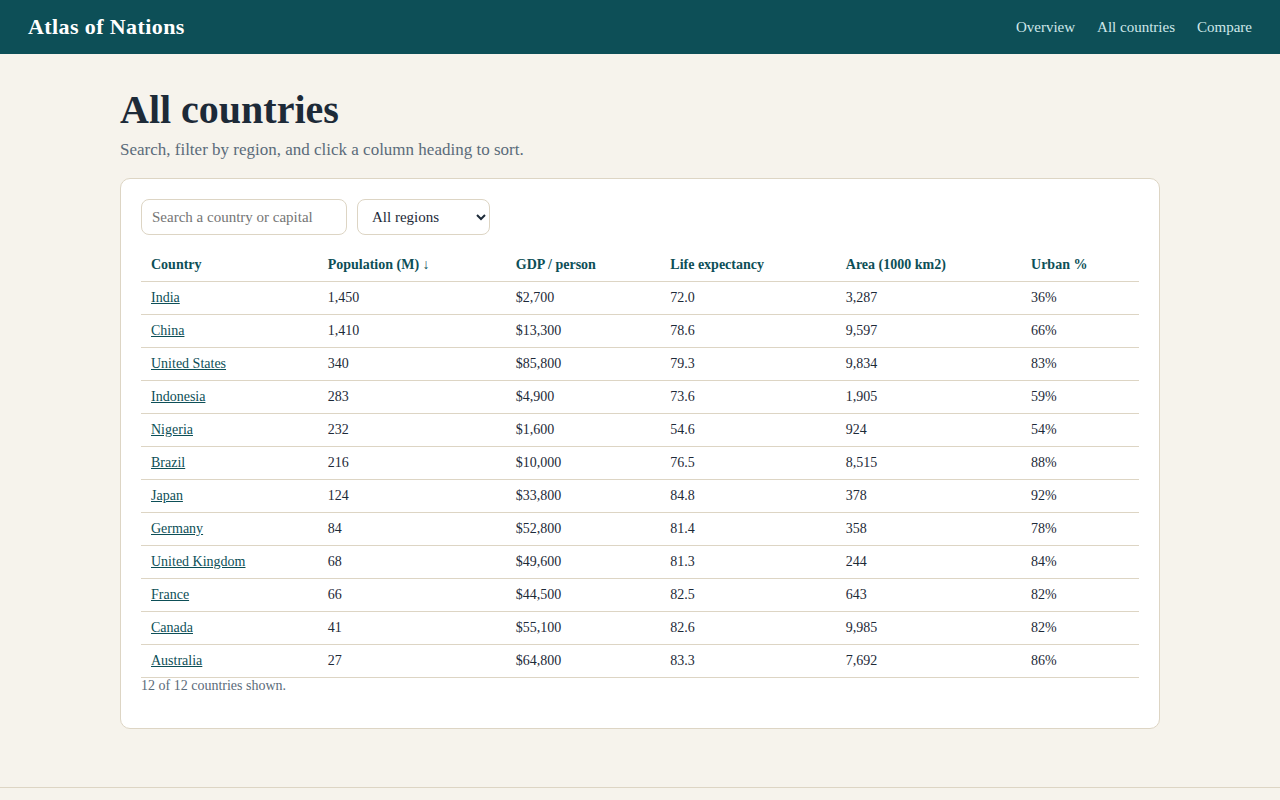 Atlas of Nations Overview All countries Compare
All countries
Search, filter by region, and click a column heading to sort.
Search a country or capital All regions
Country Population (M) ↓ GDP / person Life expectancy Area (1000 km2) Urban %
India 1,450 $2,700 72.0 3,287 36%
China 1,410 $13,300 78.6 9,597 66%
United States 340 $85,800 79.3 9,834 83%
Indonesia 283 $4,900 73.6 1,905 59%
Nigeria 232 $1,600 54.6 924 54%
Brazil 216 $10,000 76.5 8,515 88%
Japan 124 $33,800 84.8 378 92%
Germany 84 $52,800 81.4 358 78%
United Kingdom 68 $49,600 81.3 244 84%
France 66 $44,500 82.5 643 82%
Canada 41 $55,100 82.6 9,985 82%
Australia 27 $64,800 83.3 7,692 86%
12 of 12 countries shown.